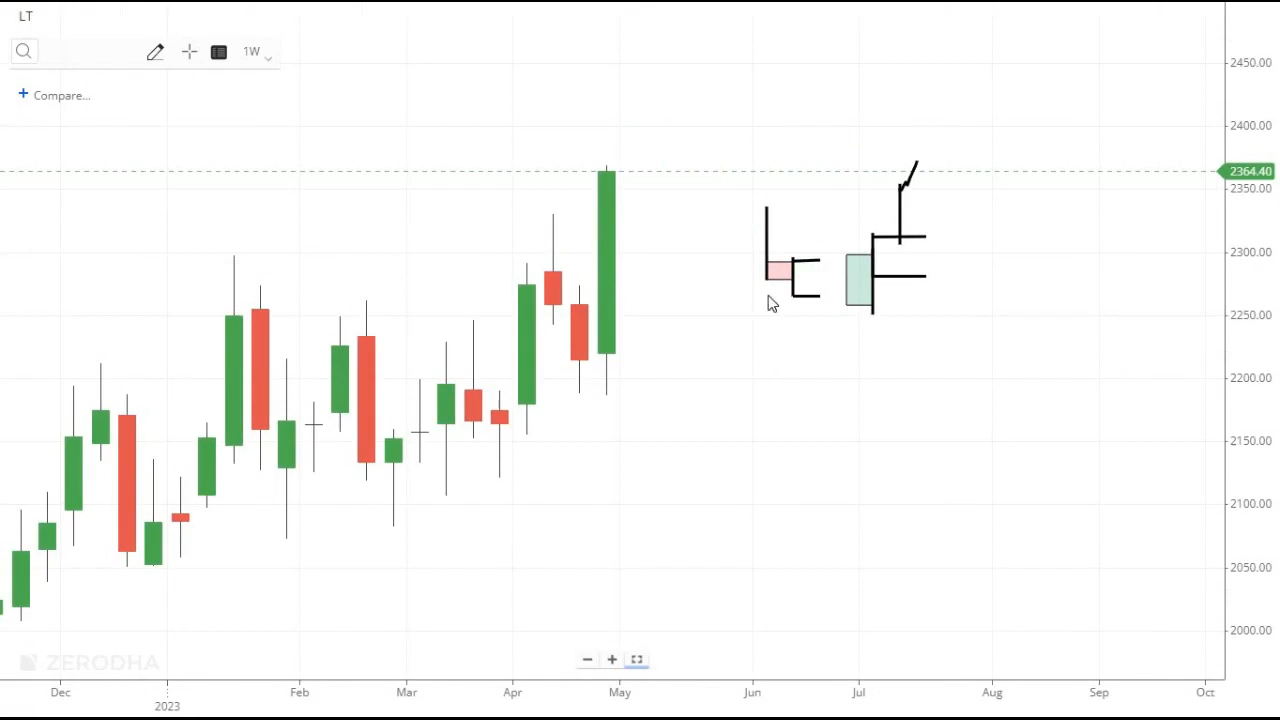 LT
1W
+ Compare...
2450.00
2400.00
2364.40
2350.00
2300.00
2250.00
2200.00
2150.00
2100.00
2050.00
2000.00
ZERODHA
Dec
2023
Feb
Mar
Apr
May
Jun
Jul
Aug
Sep
Oct